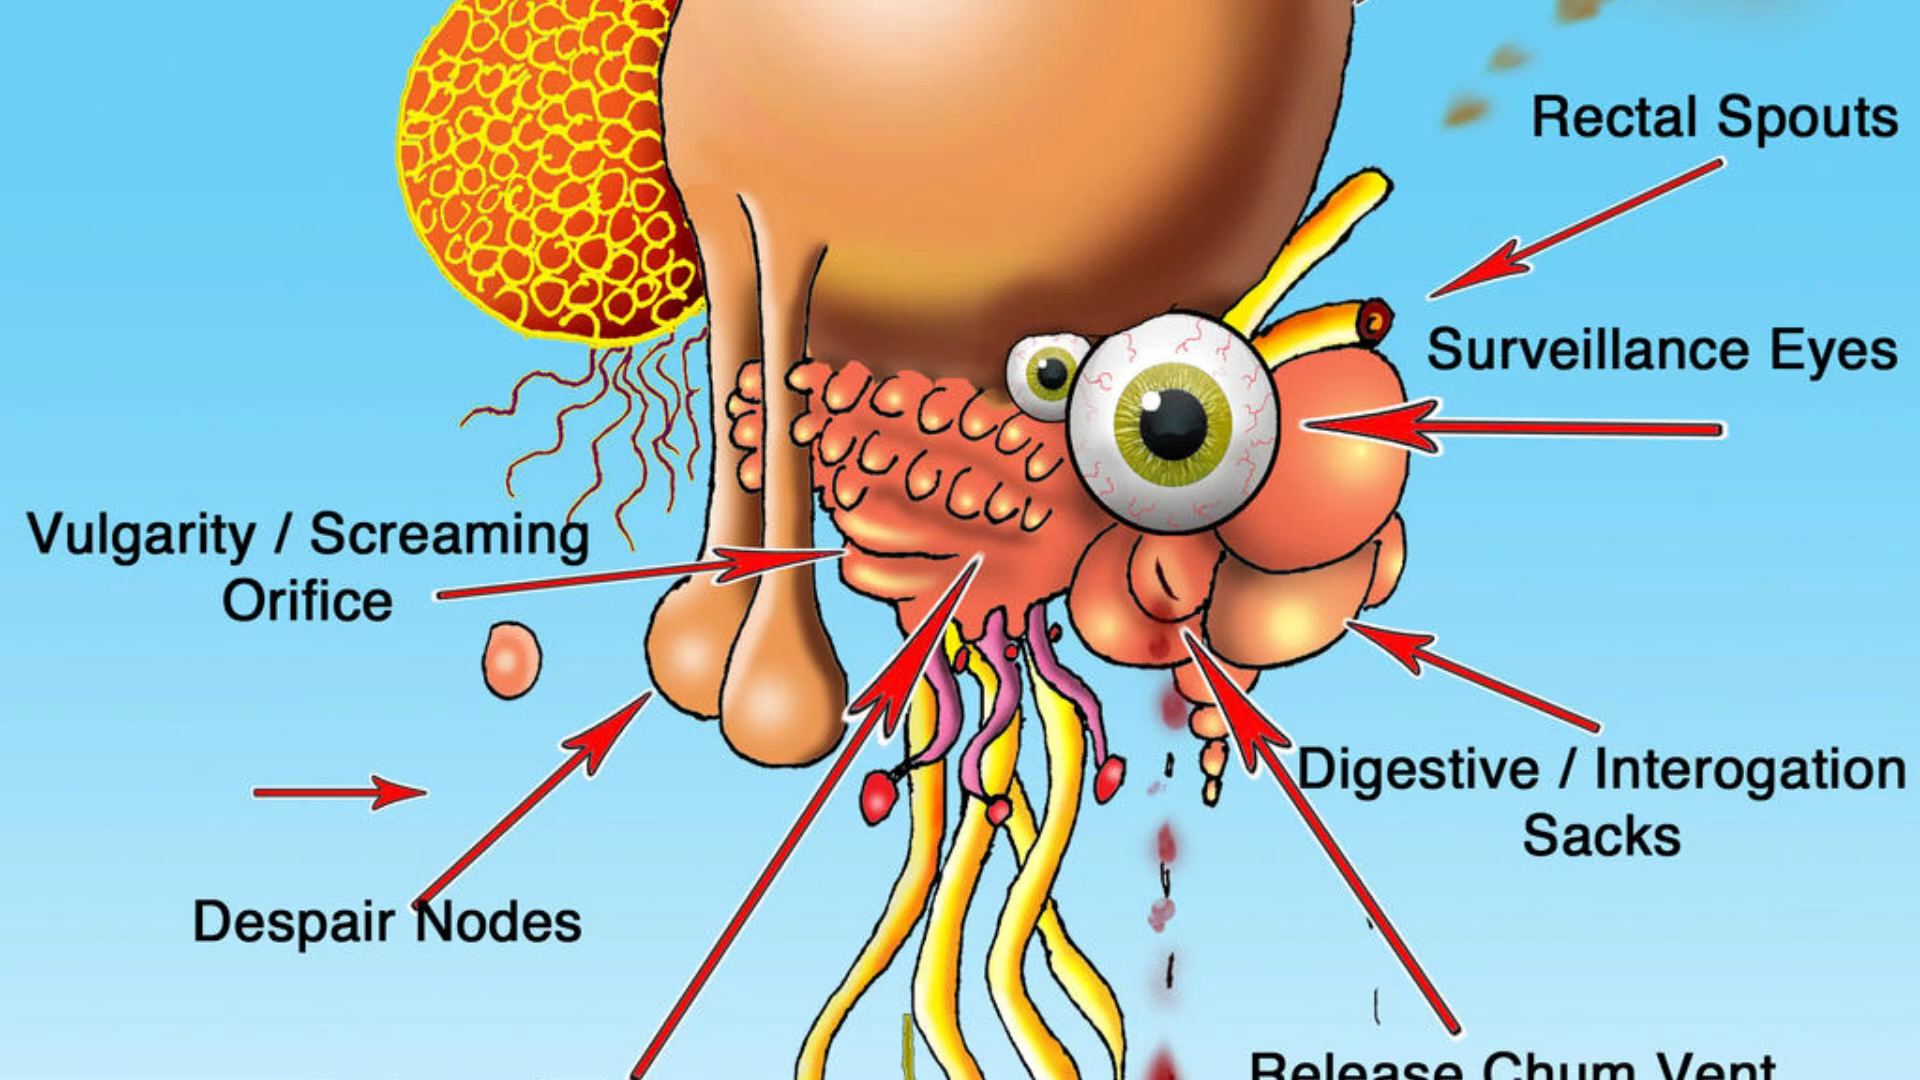 Rectal Spouts
Surveillance Eyes
Vulgarity / Screaming
Orifice
Digestive / Interogation
Sacks
Despair Nodes
Release Chum Vent